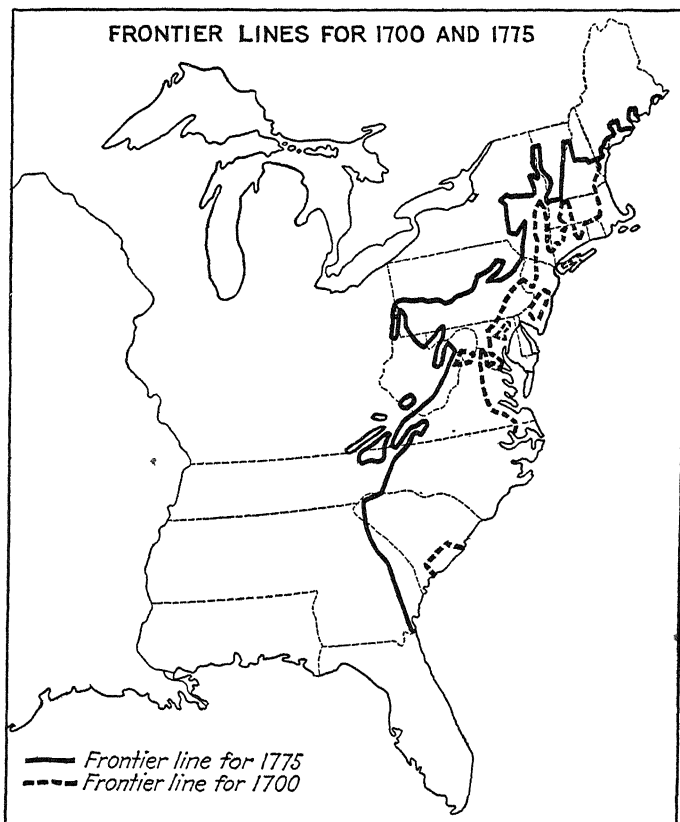 FRONTIER LINES FOR 1700 AND 1775
Frontier line for 1775
Frontier line for 1700